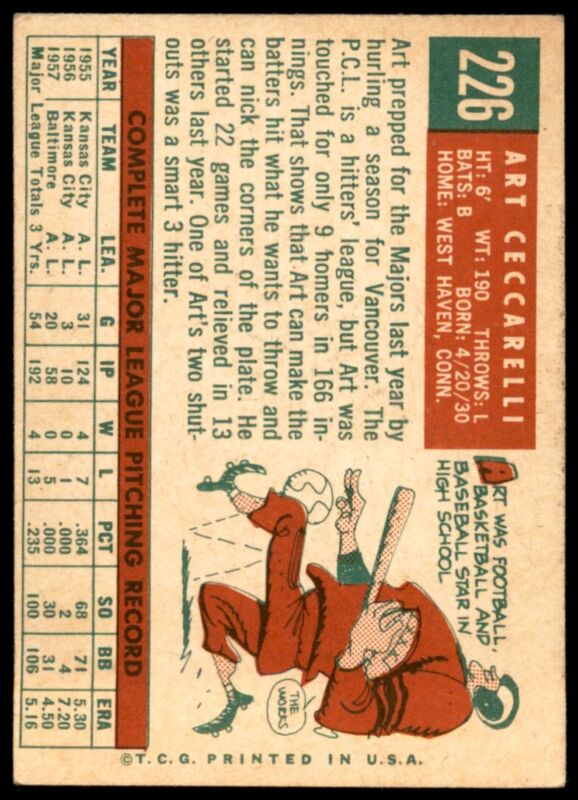 226
ART CECCARELLI
HT: 6' WT: 190 THROWS: L
BATS: B BORN: 4/20/30
HOME: WEST HAVEN, CONN.
Art prepped for the Majors last year by
hurling a season for Vancouver. The
P.C.L. is a hitters' league, but Art was
touched for only 9 homers in 166 in-
nings. That shows that Art can make the
batters hit what he wants to throw and
can nick the corners of the plate. He
started 22 games and relieved in 13
others last year. One of Art's two shut-
outs was a smart 3 hitter.
ART WAS FOOTBALL,
BASKETBALL AND
BASEBALL STAR IN
HIGH SCHOOL
THE WORKS
COMPLETE MAJOR LEAGUE PITCHING RECORD
YEAR TEAM LEA. G IP W L PCT SO BB ERA
1955 Kansas City A. L. 31 124 4 7 .364 68 71 5.30
1956 Kansas City A. L. 3 10 0 1 .000 2 4 7.20
1957 Baltimore A. L. 20 58 0 5 .000 30 31 4.50
Major League Totals 3 Yrs. 54 192 4 13 .235 100 106 5.16
©T.C.G. PRINTED IN U.S.A.